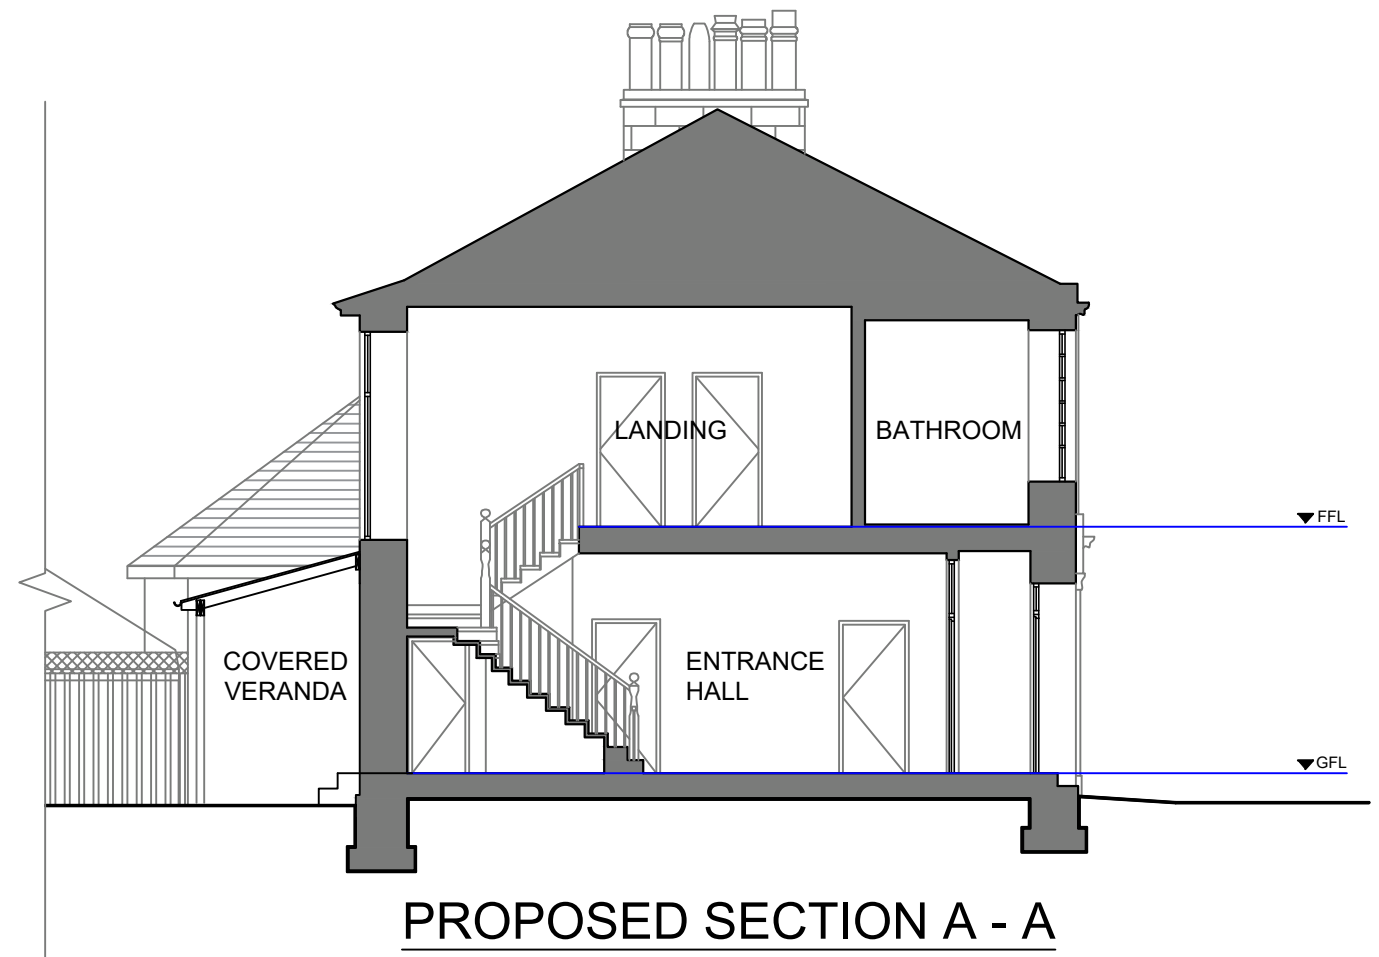 LANDING
BATHROOM
FFL
COVERED
VERANDA
ENTRANCE
HALL
GFL
PROPOSED SECTION A - A